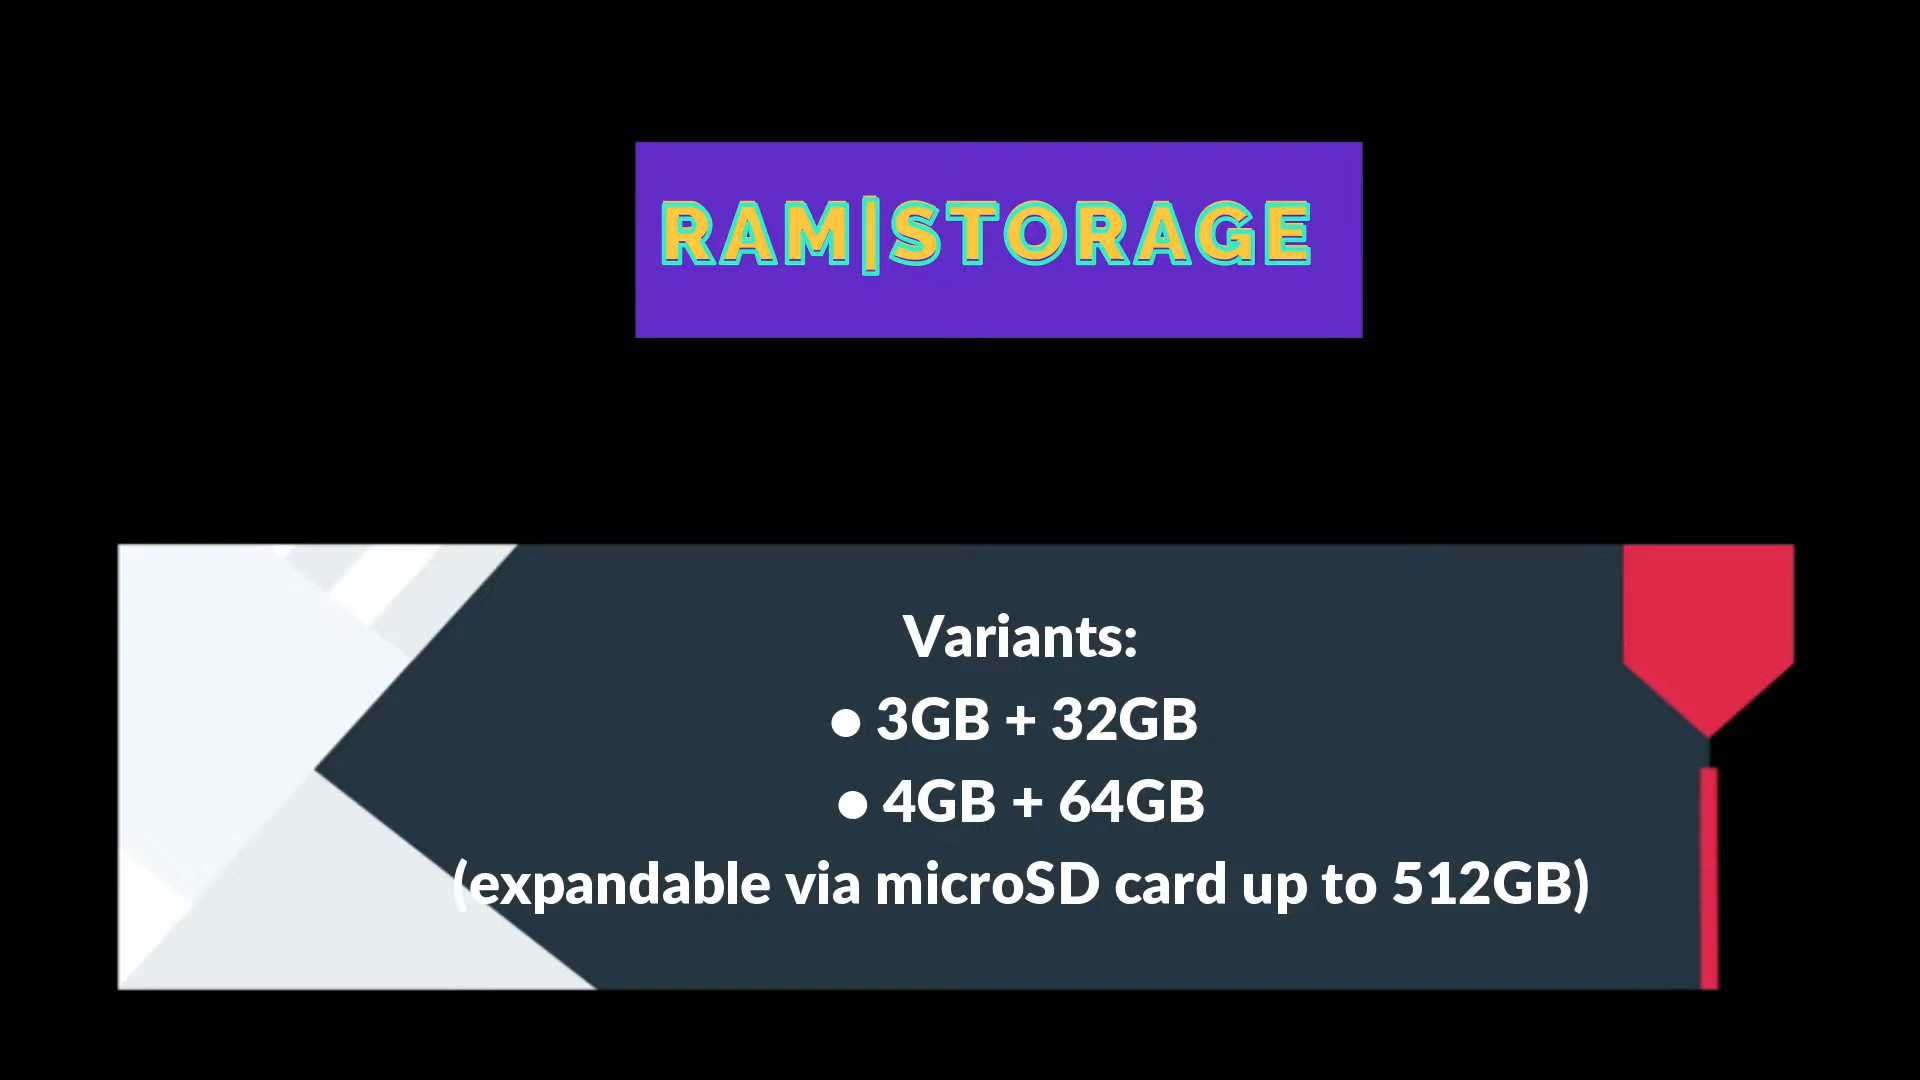 RAM|STORAGE
Variants:
● 3GB + 32GB
● 4GB + 64GB
(expandable via microSD card up to 512GB)